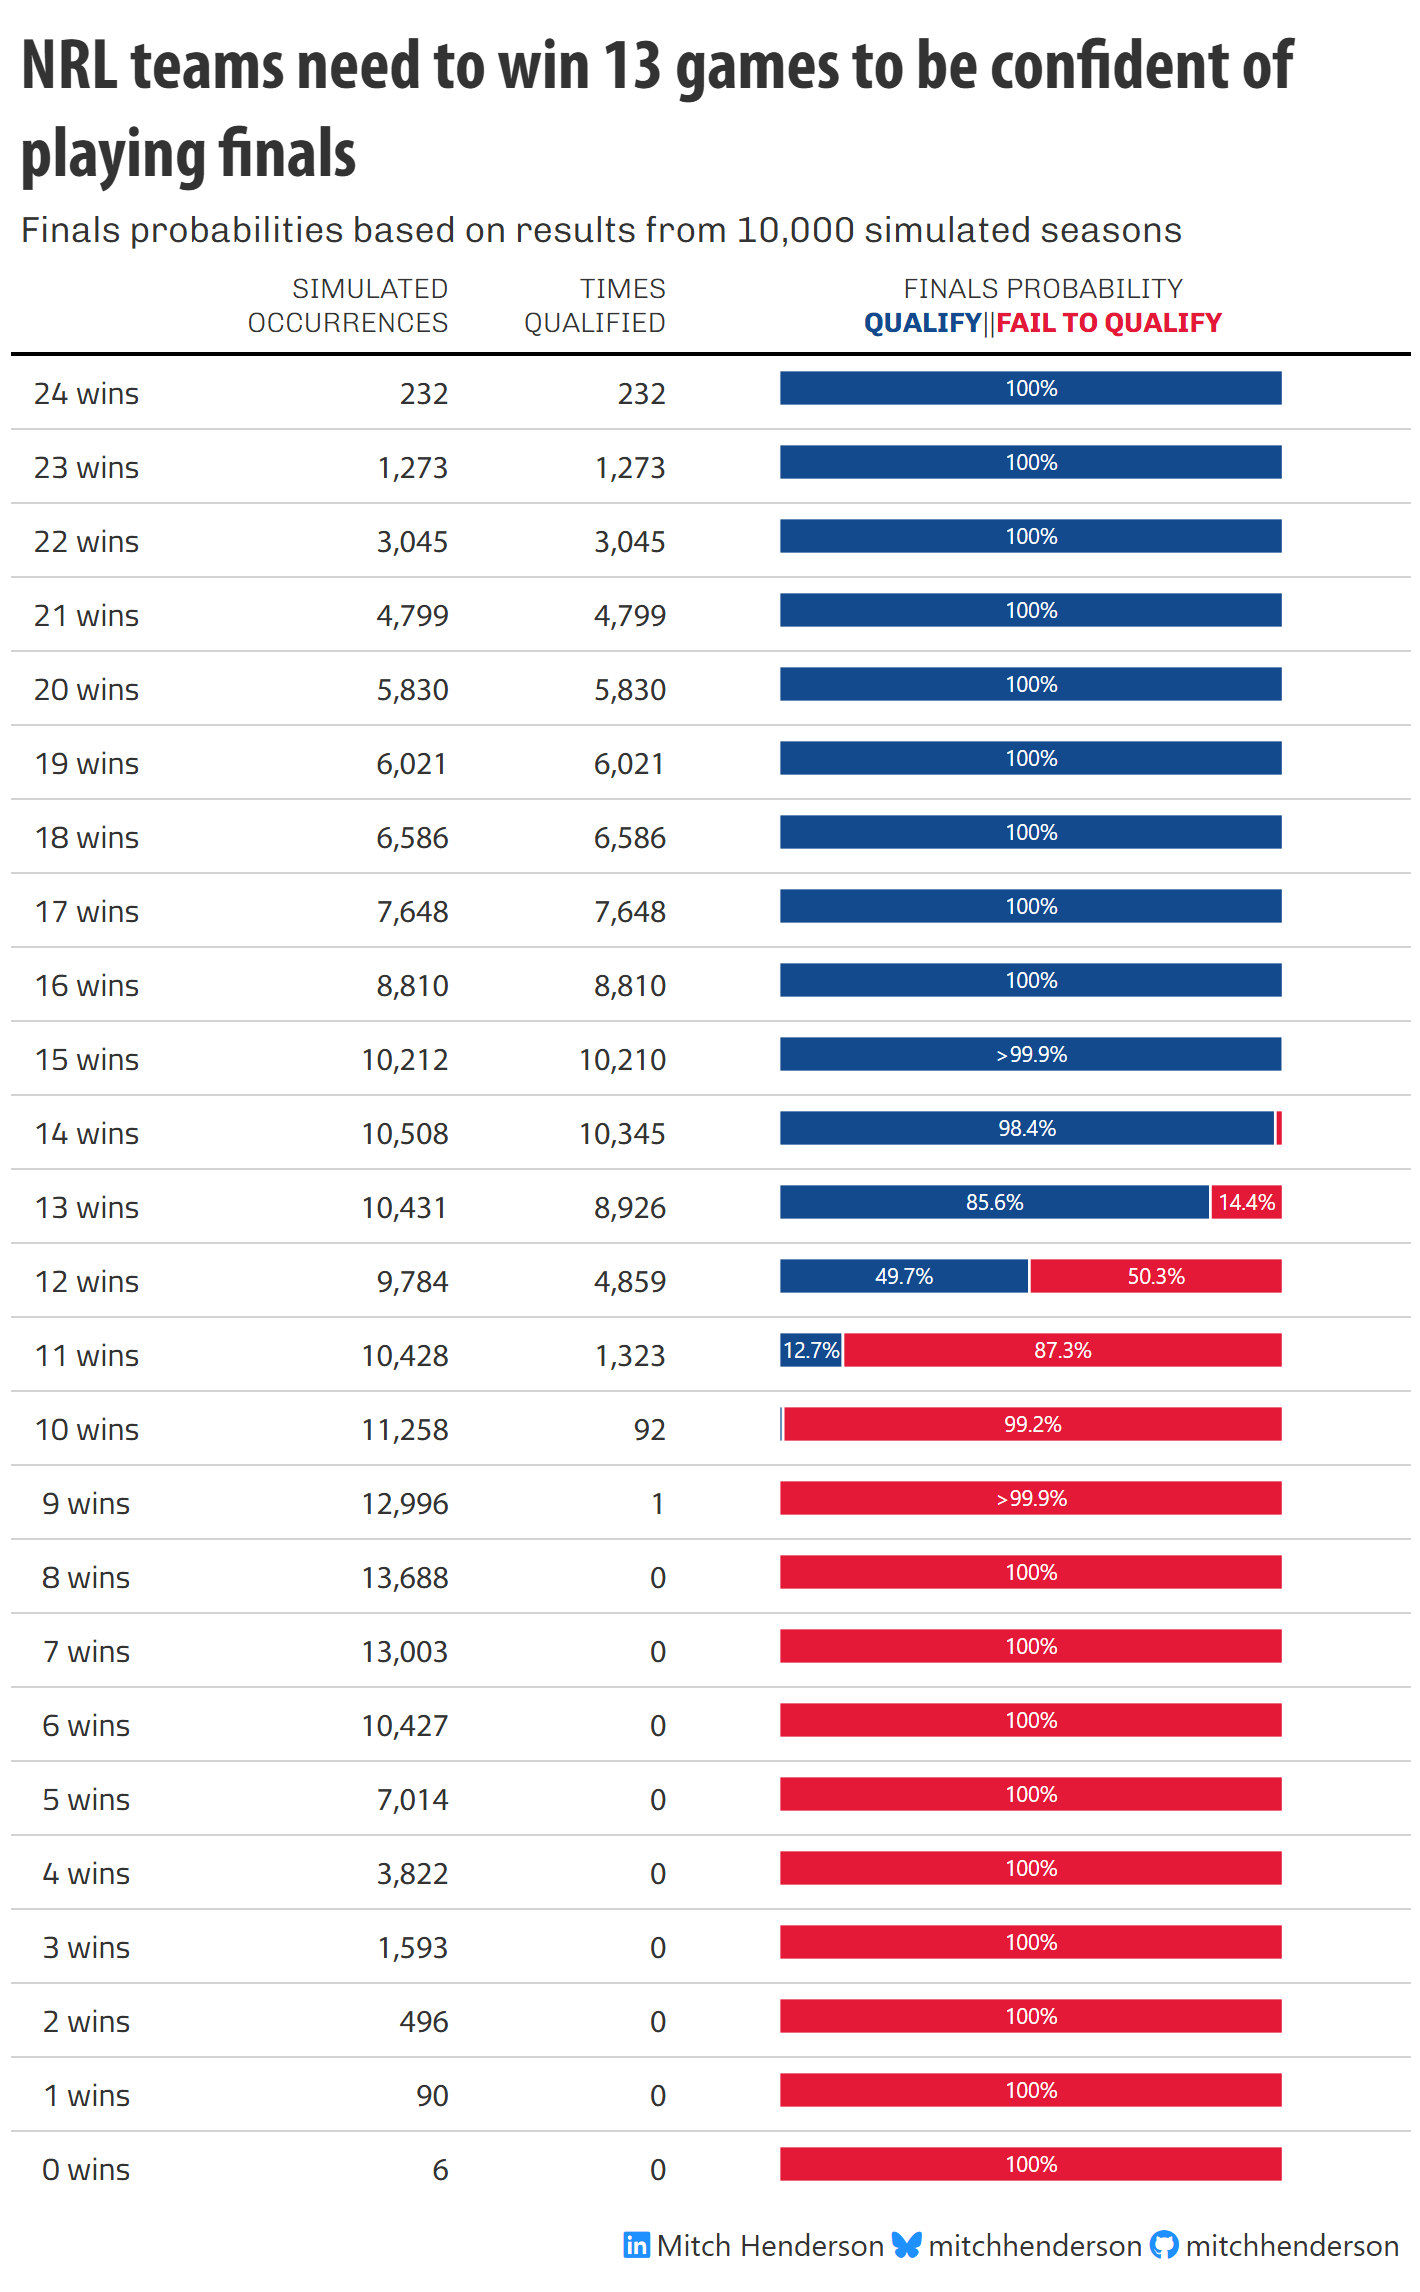 NRL teams need to win 13 games to be confident of
playing finals
Finals probabilities based on results from 10,000 simulated seasons
SIMULATED OCCURRENCES TIMES QUALIFIED FINALS PROBABILITY
QUALIFY||FAIL TO QUALIFY
24 wins 232 232 100%
23 wins 1,273 1,273 100%
22 wins 3,045 3,045 100%
21 wins 4,799 4,799 100%
20 wins 5,830 5,830 100%
19 wins 6,021 6,021 100%
18 wins 6,586 6,586 100%
17 wins 7,648 7,648 100%
16 wins 8,810 8,810 100%
15 wins 10,212 10,210 >99.9%
14 wins 10,508 10,345 98.4%
13 wins 10,431 8,926 85.6% 14.4%
12 wins 9,784 4,859 49.7% 50.3%
11 wins 10,428 1,323 12.7% 87.3%
10 wins 11,258 92 99.2%
9 wins 12,996 1 >99.9%
8 wins 13,688 0 100%
7 wins 13,003 0 100%
6 wins 10,427 0 100%
5 wins 7,014 0 100%
4 wins 3,822 0 100%
3 wins 1,593 0 100%
2 wins 496 0 100%
1 wins 90 0 100%
0 wins 6 0 100%
in Mitch Henderson mitchhenderson mitchhenderson